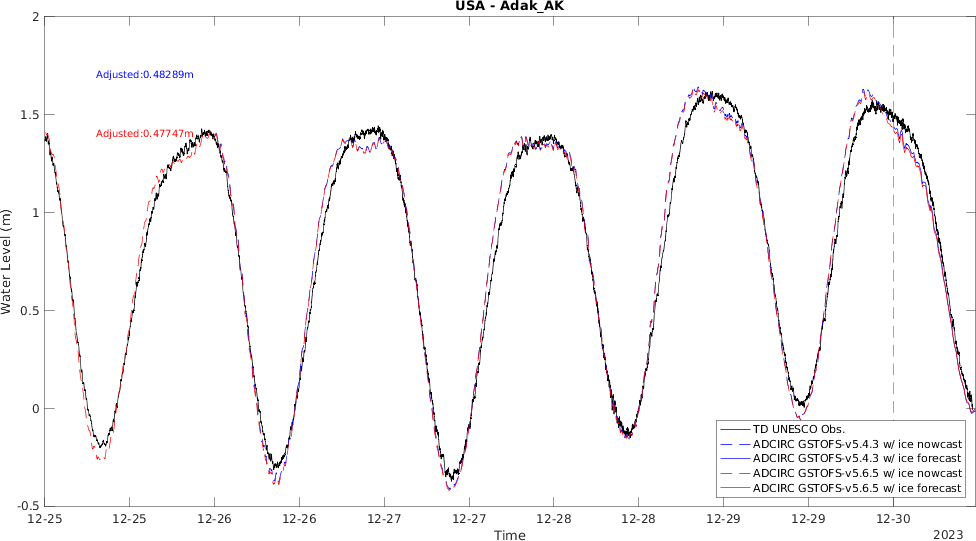 USA - Adak_AK
2
1.5
1
0.5
0
-0.5
Water Level (m)
Adjusted:0.48289m
Adjusted:0.47747m
TD UNESCO Obs.
ADCIRC GSTOFS-v5.4.3 w/ ice nowcast
ADCIRC GSTOFS-v5.4.3 w/ ice forecast
ADCIRC GSTOFS-v5.6.5 w/ ice nowcast
ADCIRC GSTOFS-v5.6.5 w/ ice forecast
12-25 12-25 12-26 12-26 12-27 12-27 12-28 12-28 12-29 12-29 12-30
Time
2023